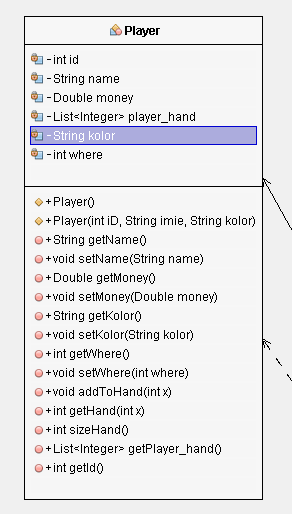 Player
- int id
- String name
- Double money
- List<Integer> player_hand
- String kolor
- int where
+ Player()
+ Player(int iD, String imie, String kolor)
+ String getName()
+ void setName(String name)
+ Double getMoney()
+ void setMoney(Double money)
+ String getKolor()
+ void setKolor(String kolor)
+ int getWhere()
+ void setWhere(int where)
+ void addToHand(int x)
+ int getHand(int x)
+ int sizeHand()
+ List<Integer> getPlayer_hand()
+ int getId()